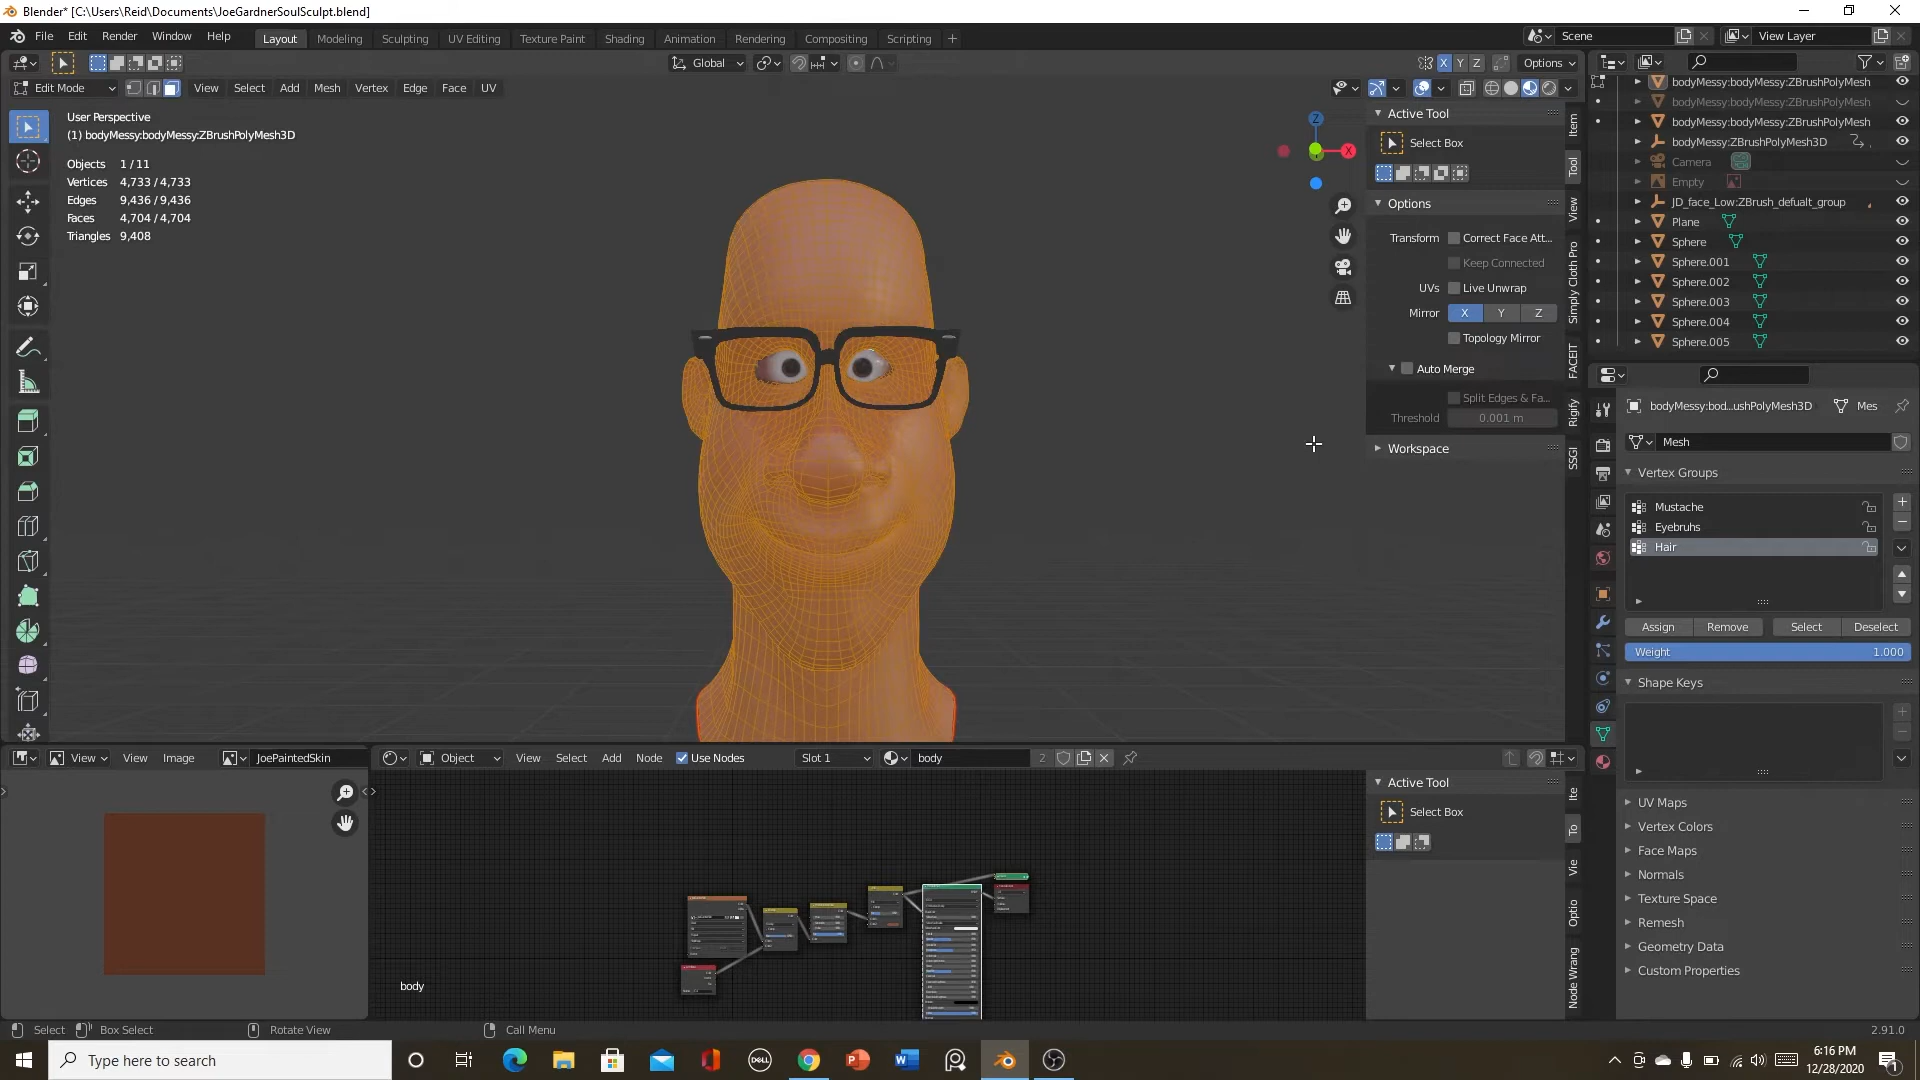 Blender* [C:\Users\Reid\Documents\JoeGardnerSoulSculpt.blend]
File Edit Render Window Help Layout Modeling Sculpting UV Editing Texture Paint Shading Animation Rendering Compositing Scripting + Scene View Layer
Global X Y Z Options
Edit Mode View Select Add Mesh Vertex Edge Face UV
User Perspective
(1) bodyMessy:bodyMessy:ZBrushPolyMesh3D
Objects 1 / 11
Vertices 4,733 / 4,733
Edges 9,436 / 9,436
Faces 4,704 / 4,704
Triangles 9,408
Z
X
Active Tool
Select Box
Options
Transform Correct Face Att...
Keep Connected
UVs Live Unwrap
Mirror X Y Z
Topology Mirror
Auto Merge
Split Edges & Fa...
Threshold 0.001 m
Workspace
Item
Tool
View
Simply Cloth Pro
FACEIT
Rigify
SSGI
bodyMessy:bodyMessy:ZBrushPolyMesh
bodyMessy:bodyMessy:ZBrushPolyMesh
bodyMessy:bodyMessy:ZBrushPolyMesh
bodyMessy:ZBrushPolyMesh3D
Camera
Empty
JD_face_Low:ZBrush_defualt_group
Plane
Sphere
Sphere.001
Sphere.002
Sphere.003
Sphere.004
Sphere.005
bodyMessy:bod...ushPolyMesh3D Mes
Mesh
Vertex Groups
Mustache
Eyebruhs
Hair
Assign Remove Select Deselect
Weight 1.000
Shape Keys
UV Maps
Vertex Colors
Face Maps
Normals
Texture Space
Remesh
Geometry Data
Custom Properties
View View Image JoePaintedSkin
Object View Select Add Node Use Nodes Slot 1 body 2
Active Tool
Select Box
Ite
To
Vie
Optio
Node Wrang
body
Select Box Select Rotate View Call Menu 2.91.0
Type here to search
DELL
6:16 PM
12/28/2020
1